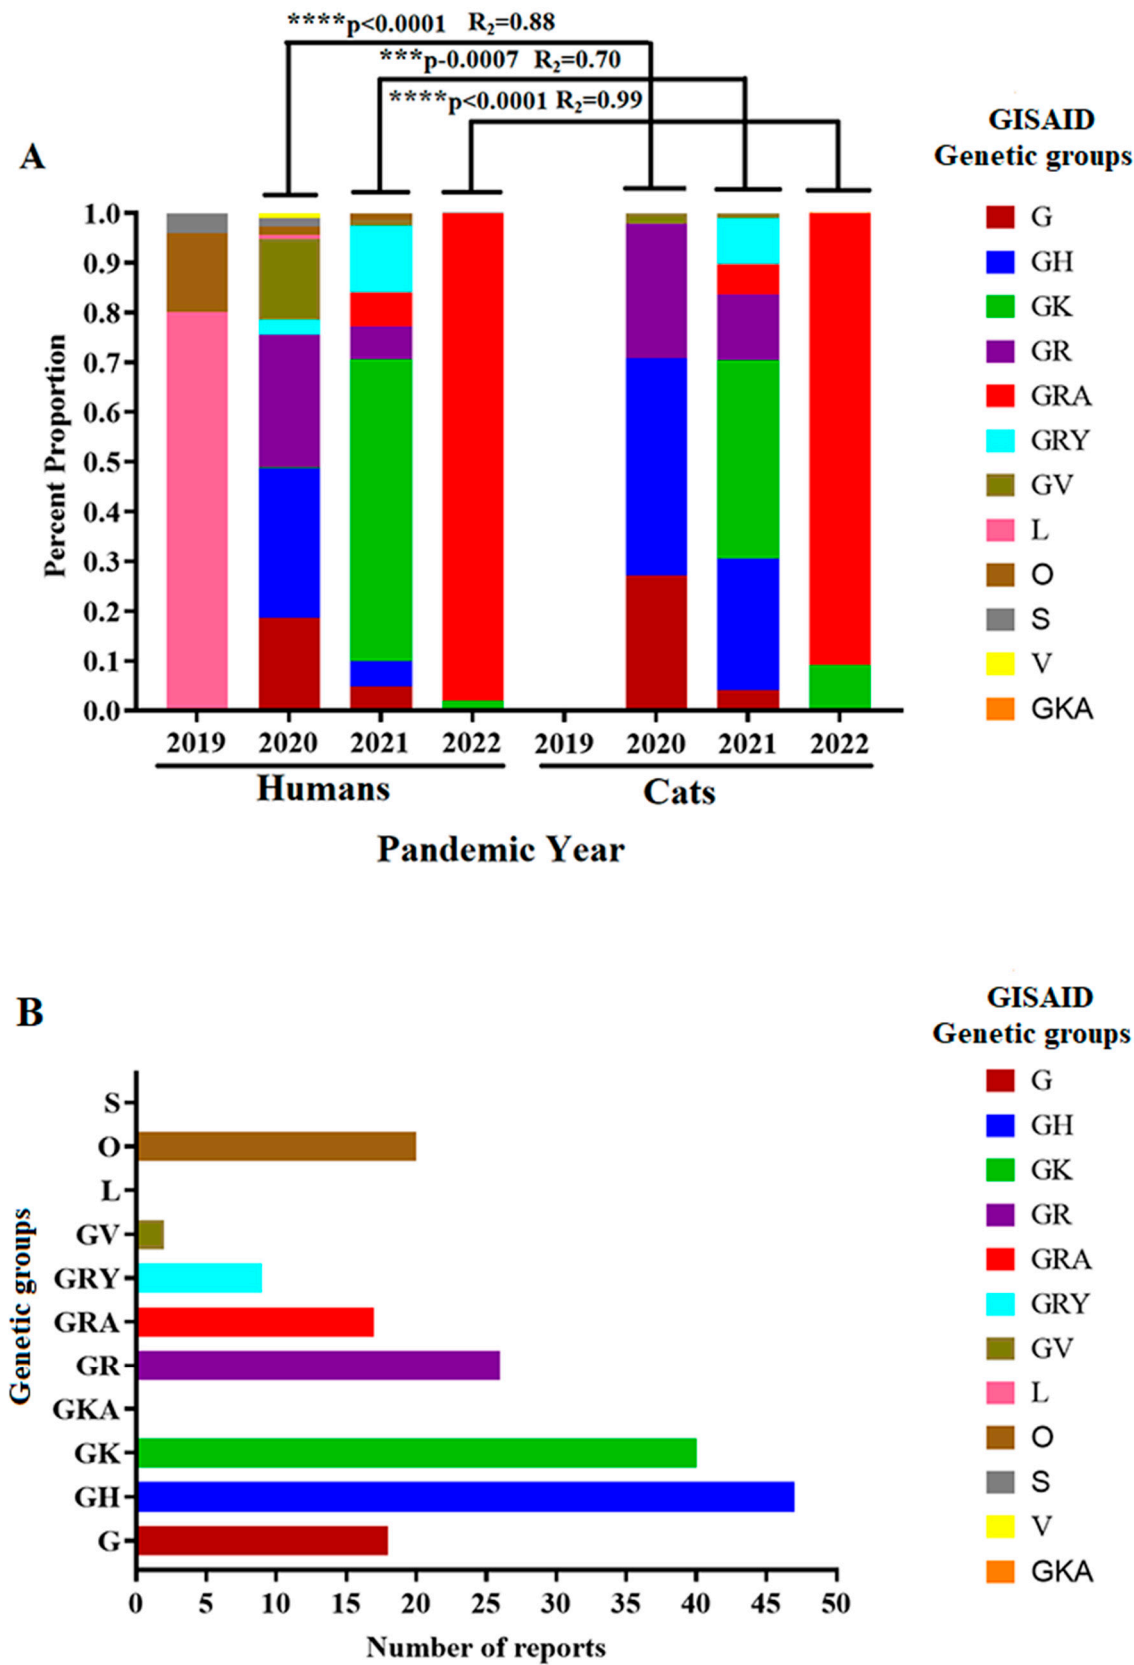 ****p<0.0001 R2=0.88
***p-0.0007 R2=0.70
****p<0.0001 R2=0.99
A
GISAID
Genetic groups
G
GH
GK
GR
GRA
GRY
GV
L
O
S
V
GKA
Percent Proportion
1.0
0.9
0.8
0.7
0.6
0.5
0.4
0.3
0.2
0.1
0.0
2019 2020 2021 2022 2019 2020 2021 2022
Humans Cats
Pandemic Year
B
GISAID
Genetic groups
G
GH
GK
GR
GRA
GRY
GV
L
O
S
V
GKA
Genetic groups
S
O
L
GV
GRY
GRA
GR
GKA
GK
GH
G
0 5 10 15 20 25 30 35 40 45 50
Number of reports